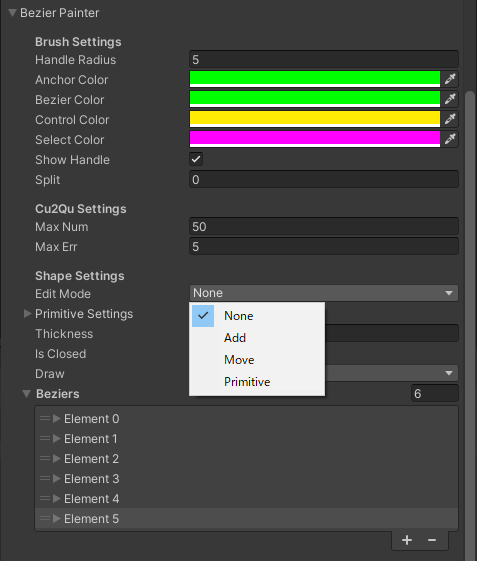 Bezier Painter
Brush Settings
Handle Radius 5
Anchor Color
Bezier Color
Control Color
Select Color
Show Handle
Split 0
Cu2Qu Settings
Max Num 50
Max Err 5
Shape Settings
Edit Mode None
Primitive Settings None
Thickness Add
Is Closed Move
Draw Primitive
Beziers 6
Element 0
Element 1
Element 2
Element 3
Element 4
Element 5